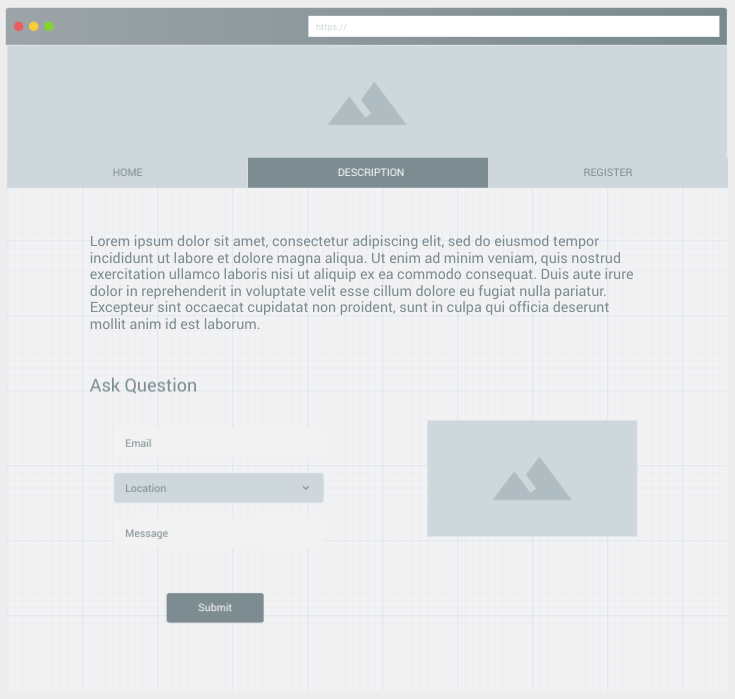 https://
HOME DESCRIPTION REGISTER
Lorem ipsum dolor sit amet, consectetur adipiscing elit, sed do eiusmod tempor
incididunt ut labore et dolore magna aliqua. Ut enim ad minim veniam, quis nostrud
exercitation ullamco laboris nisi ut aliquip ex ea commodo consequat. Duis aute irure
dolor in reprehenderit in voluptate velit esse cillum dolore eu fugiat nulla pariatur.
Excepteur sint occaecat cupidatat non proident, sunt in culpa qui officia deserunt
mollit anim id est laborum.
Ask Question
Email
Location
Message
Submit